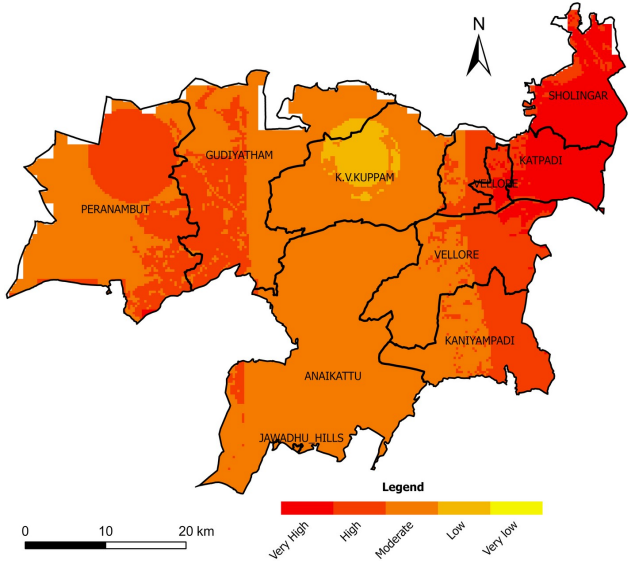 N
SHOLINGAR
KATPADI
GUDIYATHAM
K.V.KUPPAM
VELLORE
PERANAMBUT
VELLORE
KANIYAMPADI
ANAIKATTU
JAWADHU_HILLS
Legend
Very High
High
Moderate
Low
Very low
0 10 20 km